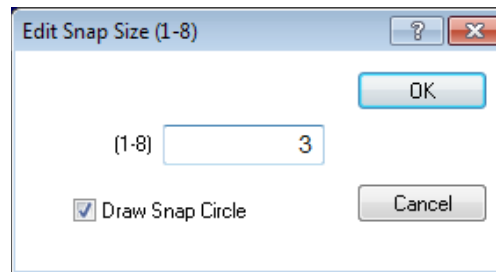 Edit Snap Size (1-8)
?
OK
(1-8) 3
Draw Snap Circle
Cancel